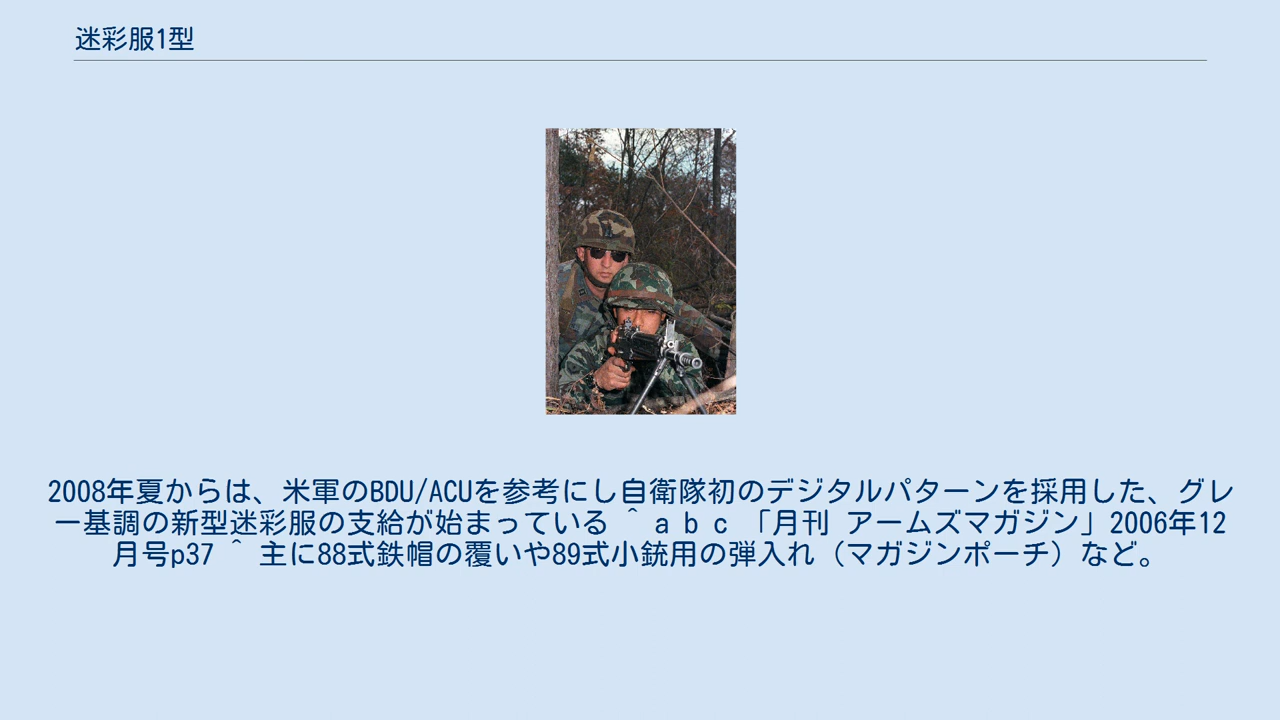 迷彩服1型
2008年夏からは、米軍のBDU/ACUを参考にし自衛隊初のデジタルパターンを採用した、グレ
ー基調の新型迷彩服の支給が始まっている ^ a b c 「月刊 アームズマガジン」2006年12
月号p37 ^ 主に88式鉄帽の覆いや89式小銃用の弾入れ（マガジンポーチ）など。